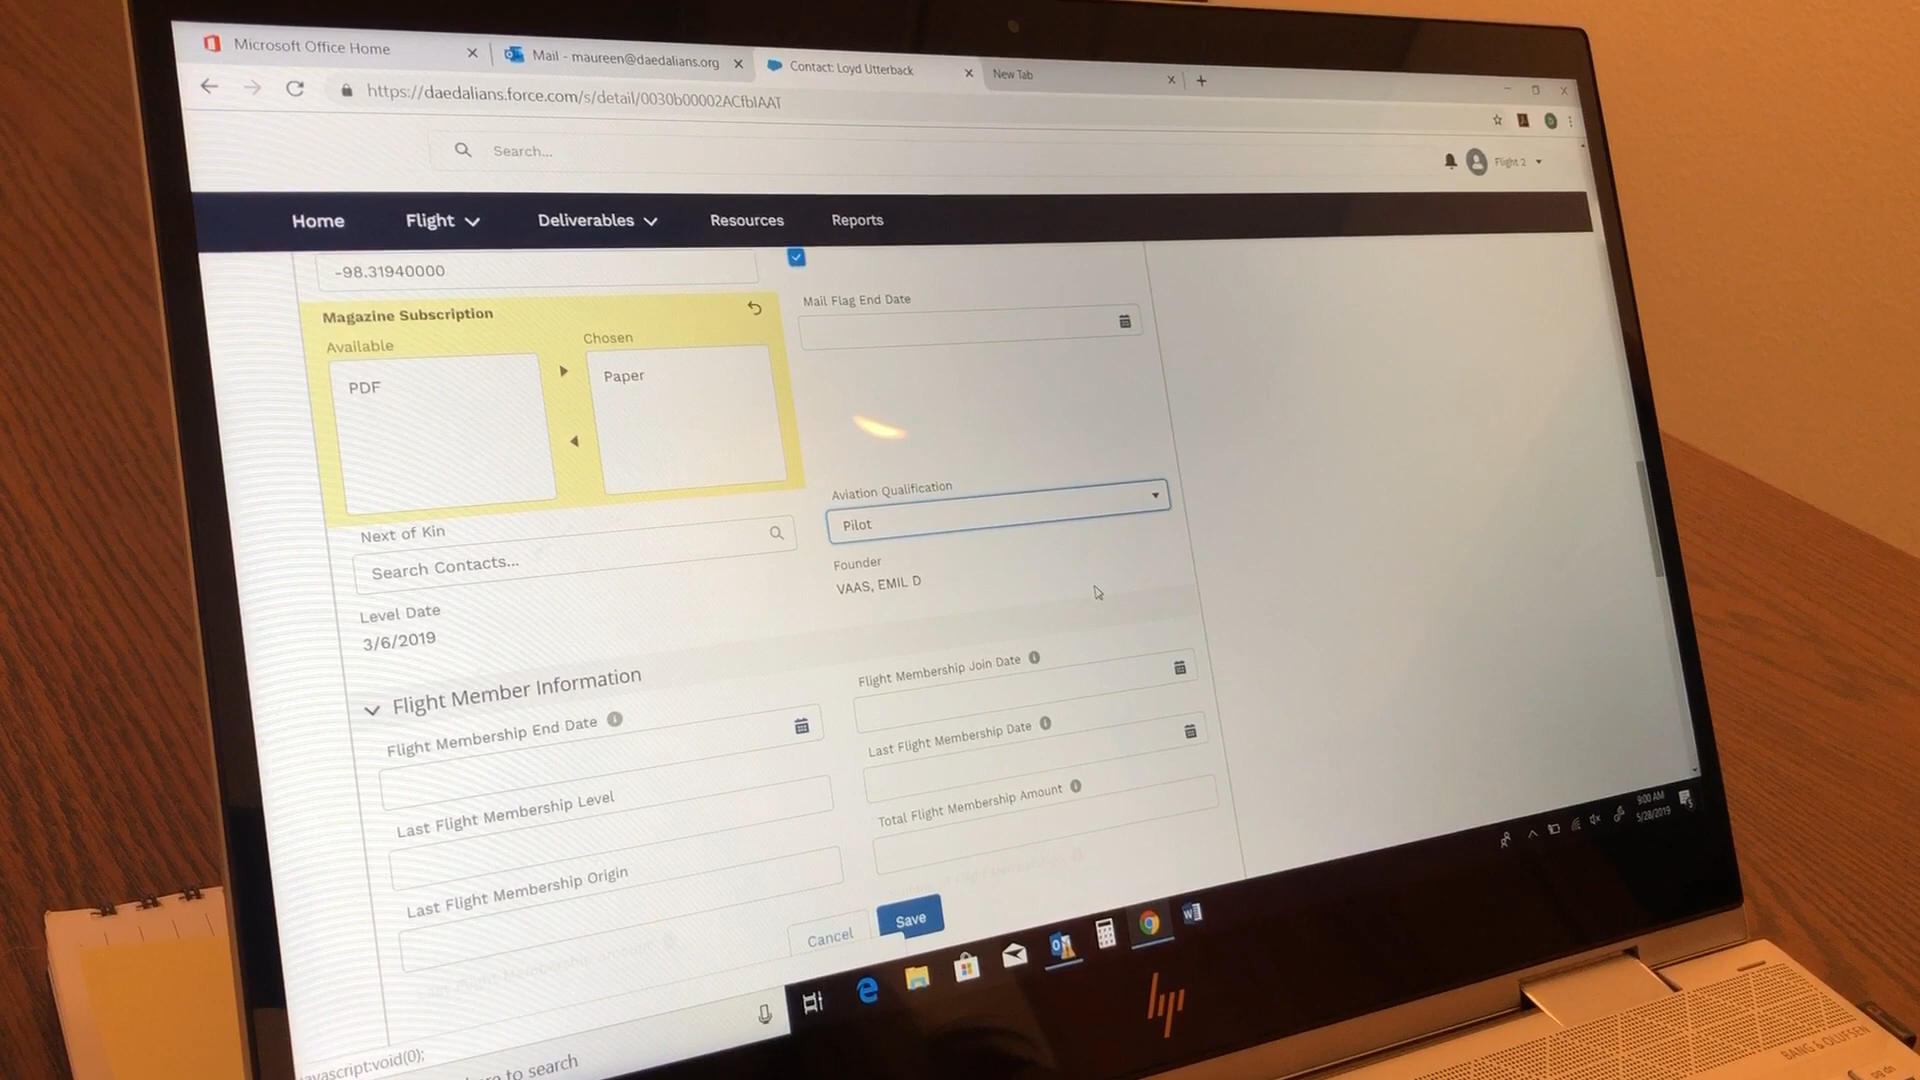 Microsoft Office Home
Mail - maureen@daedalians.org
Contact: Loyd Utterback
New Tab
https://daedalians.force.com/s/detail/0030b00002ACfbIAAT
Search...
Flight 2
Home Flight Deliverables Resources Reports
-98.31940000
Magazine Subscription
Available
Chosen
PDF
Paper
Mail Flag End Date
Next of Kin
Search Contacts...
Aviation Qualification
Pilot
Level Date
3/6/2019
Founder
VAAS, EMIL D
Flight Member Information
Flight Membership End Date
Flight Membership Join Date
Last Flight Membership Level
Last Flight Membership Date
Last Flight Membership Origin
Total Flight Membership Amount
Cancel
Save
9:00 AM
5/28/2019
javascript:void(0);
to search
hp
BANG & OLUFSEN